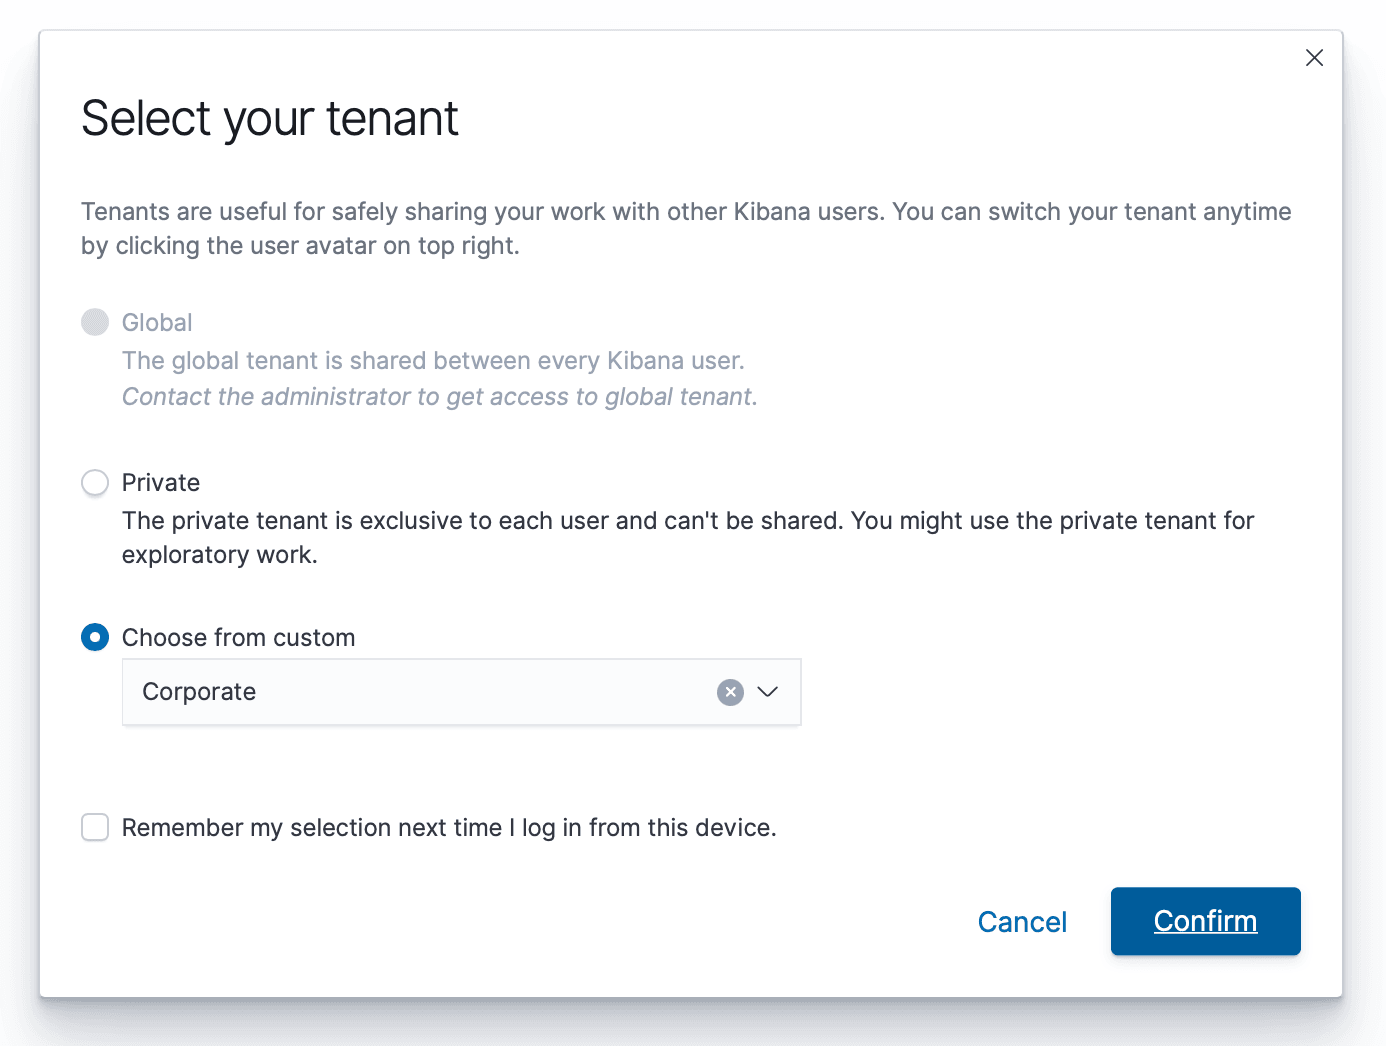 Select your tenant
Tenants are useful for safely sharing your work with other Kibana users. You can switch your tenant anytime
by clicking the user avatar on top right.
Global
The global tenant is shared between every Kibana user.
Contact the administrator to get access to global tenant.
Private
The private tenant is exclusive to each user and can't be shared. You might use the private tenant for
exploratory work.
Choose from custom
Corporate
Remember my selection next time I log in from this device.
Cancel
Confirm